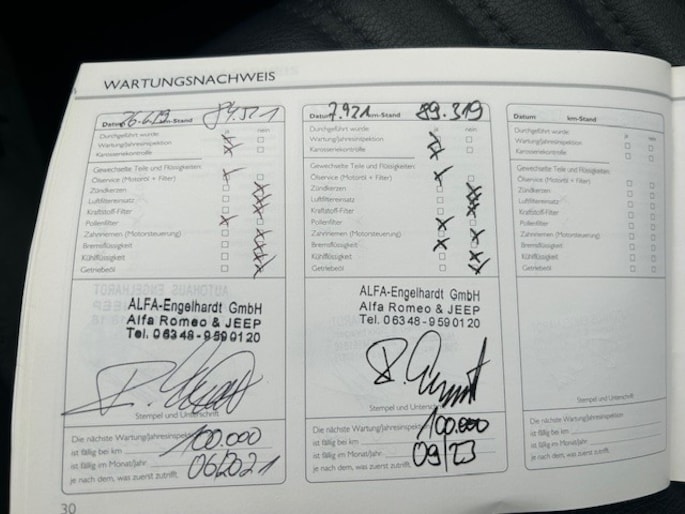 WARTUNGSNACHWEIS
Datum 26.6.19 km-Stand 84.521
Durchgeführt wurde: ja nein
Wartung/Jahresinspektion
Karosseriekontrolle
Gewechselte Teile und Flüssigkeiten:
Ölservice (Motoröl + Filter)
Zündkerzen
Luftfiltereinsatz
Kraftstoff-Filter
Pollenfilter
Zahnriemen (Motorsteuerung)
Bremsflüssigkeit
Kühlflüssigkeit
Getriebeöl
ALFA-Engelhardt GmbH
Alfa Romeo & JEEP
Tel. 06348-9590120
Stempel und Unterschrift
Die nächste Wartung/Jahresinspektion
ist fällig bei km 100.000
ist fällig im Monat/Jahr 06/2021
je nach dem, was zuerst zutrifft.
Datum 7.9.21 km-Stand 89.319
Durchgeführt wurde: ja nein
Wartung/Jahresinspektion
Karosseriekontrolle
Gewechselte Teile und Flüssigkeiten:
Ölservice (Motoröl + Filter)
Zündkerzen
Luftfiltereinsatz
Kraftstoff-Filter
Pollenfilter
Zahnriemen (Motorsteuerung)
Bremsflüssigkeit
Kühlflüssigkeit
Getriebeöl
ALFA-Engelhardt GmbH
Alfa Romeo & JEEP
Tel. 06348-9590120
Stempel und Unterschrift
Die nächste Wartung/Jahresinspektion
ist fällig bei km 100.000
ist fällig im Monat/Jahr 09/23
je nach dem, was zuerst zutrifft.
Datum km-Stand
Durchgeführt wurde: ja nein
Wartung/Jahresinspektion
Karosseriekontrolle
Gewechselte Teile und Flüssigkeiten:
Ölservice (Motoröl + Filter)
Zündkerzen
Luftfiltereinsatz
Kraftstoff-Filter
Pollenfilter
Zahnriemen (Motorsteuerung)
Bremsflüssigkeit
Kühlflüssigkeit
Getriebeöl
Stempel und Unterschrift
Die nächste Wartung/Jahresinspektion
ist fällig bei km
ist fällig im Monat/Jahr
je nach dem, was zuerst zutrifft.
30